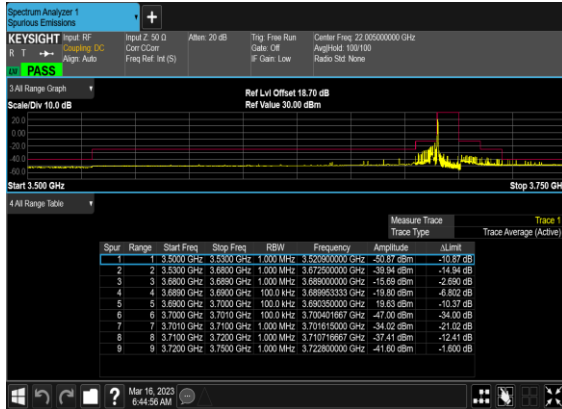 Spectrum Analyzer 1
Spurious Emissions
+
KEYSIGHT Input: RF Input Z: 50 Ω Atten: 20 dB Trig: Free Run Center Freq: 22.005000000 GHz
R T Coupling: DC Corr CCorr Gate: Off Avg|Hold: 100/100
Align: Auto Freq Ref: Int (S) IF Gain: Low Radio Std: None
PASS
3 All Range Graph Ref Lvl Offset 18.70 dB
Scale/Div 10.0 dB Ref Value 30.00 dBm
20.0
0.00
-20.0
-40.0
-60.0
Start 3.500 GHz Stop 3.750 GH
4 All Range Table
Measure Trace Trace 1
Trace Type Trace Average (Active)
Spur Range Start Freq Stop Freq RBW Frequency Amplitude ΔLimit
1 1 3.5000 GHz 3.5300 GHz 1.000 MHz 3.520900000 GHz -50.87 dBm -10.87 dB
2 2 3.5300 GHz 3.6800 GHz 1.000 MHz 3.672500000 GHz -39.94 dBm -14.94 dB
3 3 3.6800 GHz 3.6890 GHz 1.000 MHz 3.689000000 GHz -15.69 dBm -2.690 dB
4 4 3.6890 GHz 3.6900 GHz 100.0 kHz 3.689953333 GHz -19.80 dBm -6.802 dB
5 5 3.6900 GHz 3.7000 GHz 100.0 kHz 3.690350000 GHz 19.63 dBm -10.37 dB
6 6 3.7000 GHz 3.7010 GHz 100.0 kHz 3.700401667 GHz -47.00 dBm -34.00 dB
7 7 3.7010 GHz 3.7100 GHz 1.000 MHz 3.701615000 GHz -34.02 dBm -21.02 dB
8 8 3.7100 GHz 3.7200 GHz 1.000 MHz 3.710716667 GHz -37.41 dBm -12.41 dB
9 9 3.7200 GHz 3.7500 GHz 1.000 MHz 3.722800000 GHz -41.60 dBm -1.600 dB
? Mar 16, 2023
6:44:56 AM